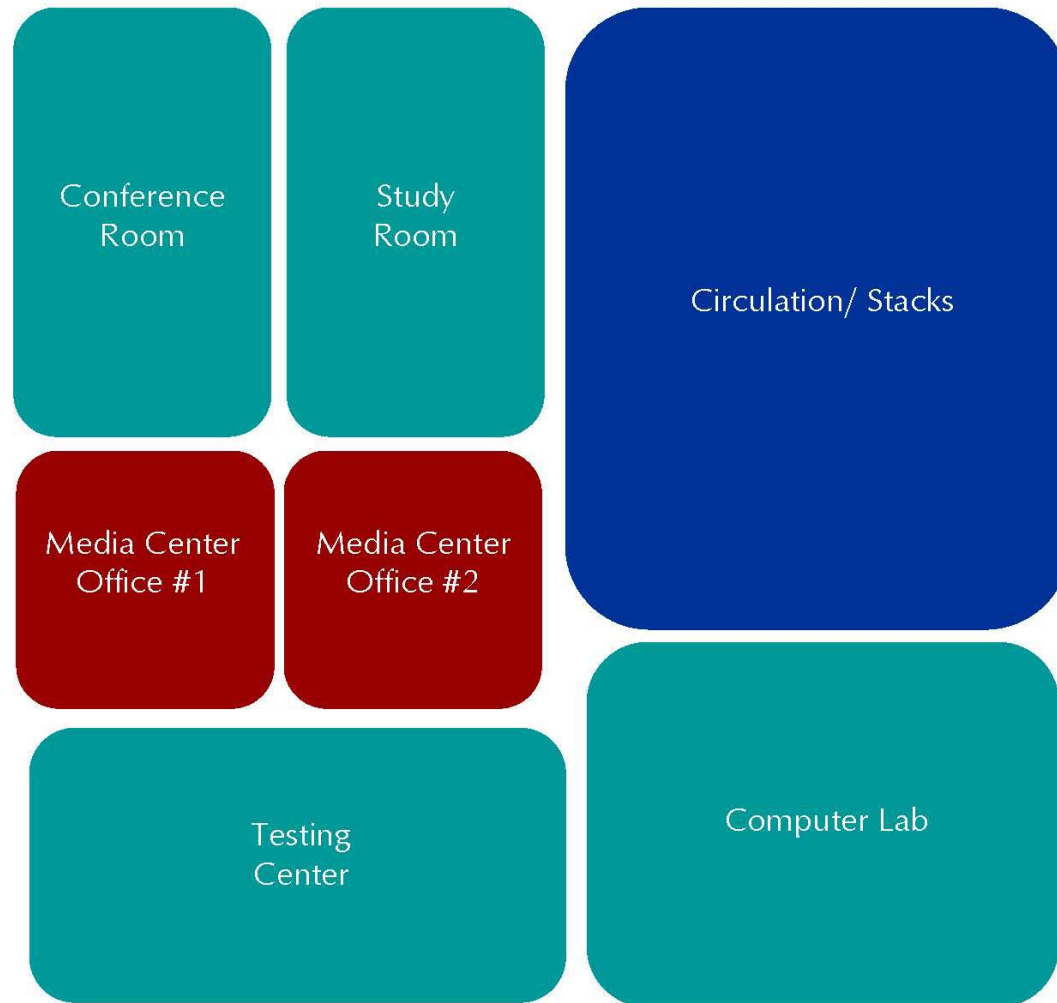 Conference
Room
Study
Room
Circulation/ Stacks
Media Center
Office #1
Media Center
Office #2
Testing
Center
Computer Lab